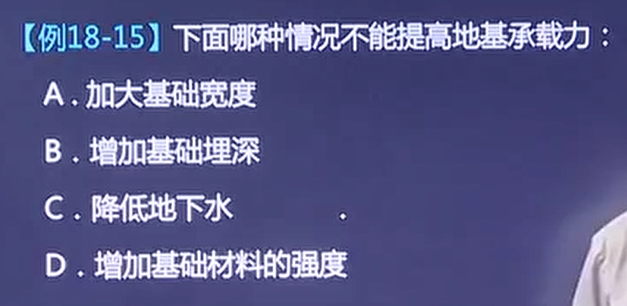 【例18-15】下面哪种情况不能提高地基承载力：
A．加大基础宽度
B．增加基础埋深
C．降低地下水
D．增加基础材料的强度